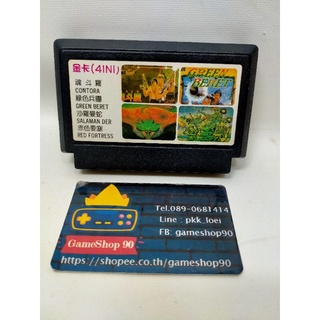 金卡(4IN1)
魂斗羅
CONTORA
綠色兵團
GREEN BERET
沙羅曼蛇
SALAMAN DER
赤色要塞
RED FORTRESS
GREEN
BERET
Tel.089-0681414
Line : pkk_loei
FB: gameshop90
GameShop 90
https://shopee.co.th/gameshop90